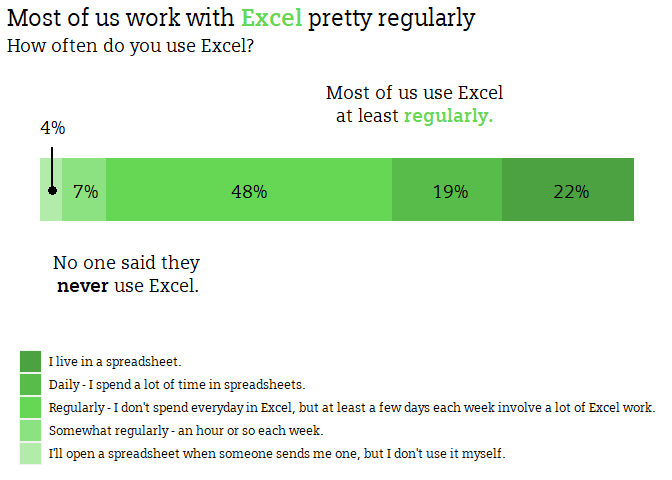 Most of us work with Excel pretty regularly
How often do you use Excel?
Most of us use Excel
at least regularly.
4%
7%
48%
19%
22%
No one said they
never use Excel.
I live in a spreadsheet.
Daily - I spend a lot of time in spreadsheets.
Regularly - I don't spend everyday in Excel, but at least a few days each week involve a lot of Excel work.
Somewhat regularly - an hour or so each week.
I'll open a spreadsheet when someone sends me one, but I don't use it myself.